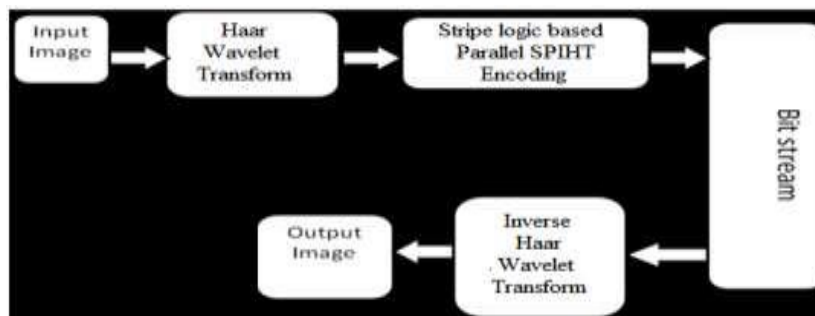 Input
Image
Haar
Wavelet
Transform
Stripe logic based
Parallel SPIHT
Encoding
Bit stream
Inverse
Haar
. Wavelet
Transform
Output
Image